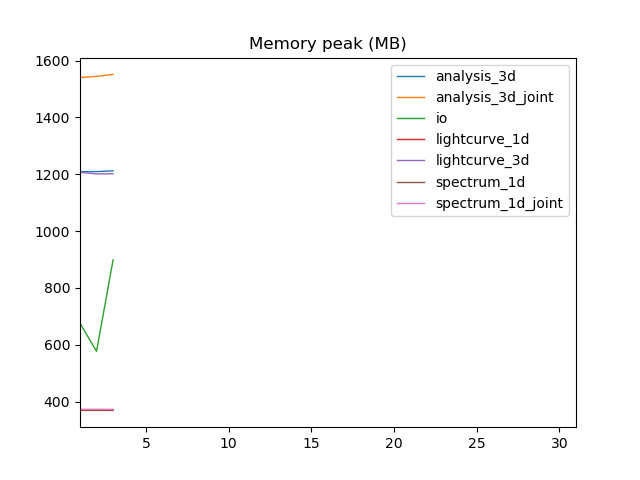 Memory peak (MB)
1600
1400
1200
1000
800
600
400
5 10 15 20 25 30
analysis_3d
analysis_3d_joint
io
lightcurve_1d
lightcurve_3d
spectrum_1d
spectrum_1d_joint